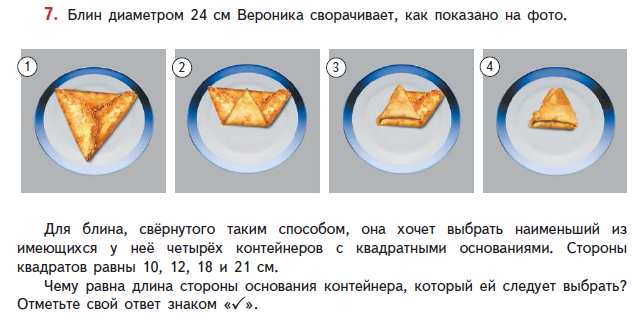 7. Блин диаметром 24 см Вероника сворачивает, как показано на фото.
1 2 3 4
Для блина, свёрнутого таким способом, она хочет выбрать наименьший из
имеющихся у неё четырёх контейнеров с квадратными основаниями. Стороны
квадратов равны 10, 12, 18 и 21 см.
Чему равна длина стороны основания контейнера, который ей следует выбрать?
Отметьте свой ответ знаком «✓».